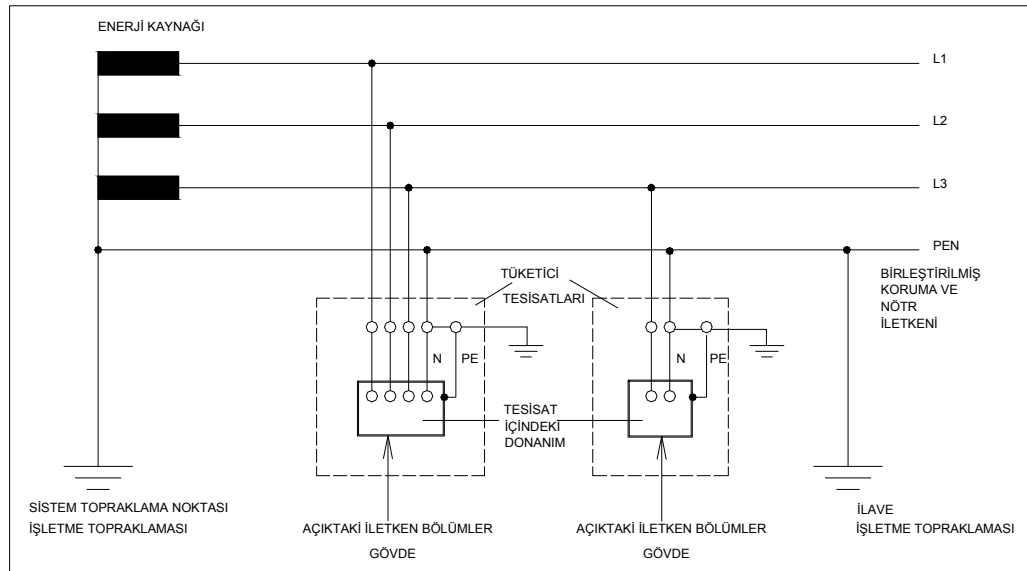 ENERJİ KAYNAĞI
L1
L2
L3
PEN
BİRLEŞTİRİLMİŞ
KORUMA VE
NÖTR
İLETKENİ
TÜKETİCİ
TESİSATLARI
N
PE
N
PE
TESİSAT
İÇİNDEKİ
DONANIM
SİSTEM TOPRAKLAMA NOKTASI
İŞLETME TOPRAKLAMASI
AÇIKTAKİ İLETKEN BÖLÜMLER
GÖVDE
AÇIKTAKİ İLETKEN BÖLÜMLER
GÖVDE
İLAVE
İŞLETME TOPRAKLAMASI